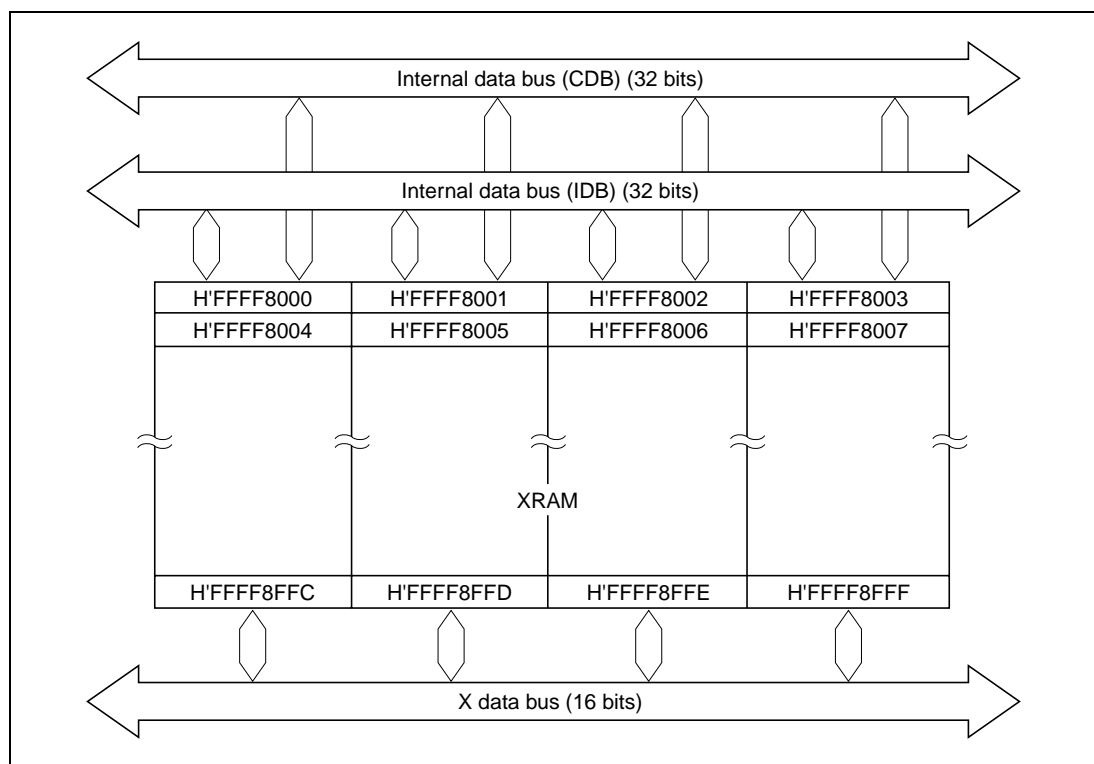 Internal data bus (CDB) (32 bits)
Internal data bus (IDB) (32 bits)
H'FFFF8000 H'FFFF8001 H'FFFF8002 H'FFFF8003
H'FFFF8004 H'FFFF8005 H'FFFF8006 H'FFFF8007
XRAM
H'FFFF8FFC H'FFFF8FFD H'FFFF8FFE H'FFFF8FFF
X data bus (16 bits)